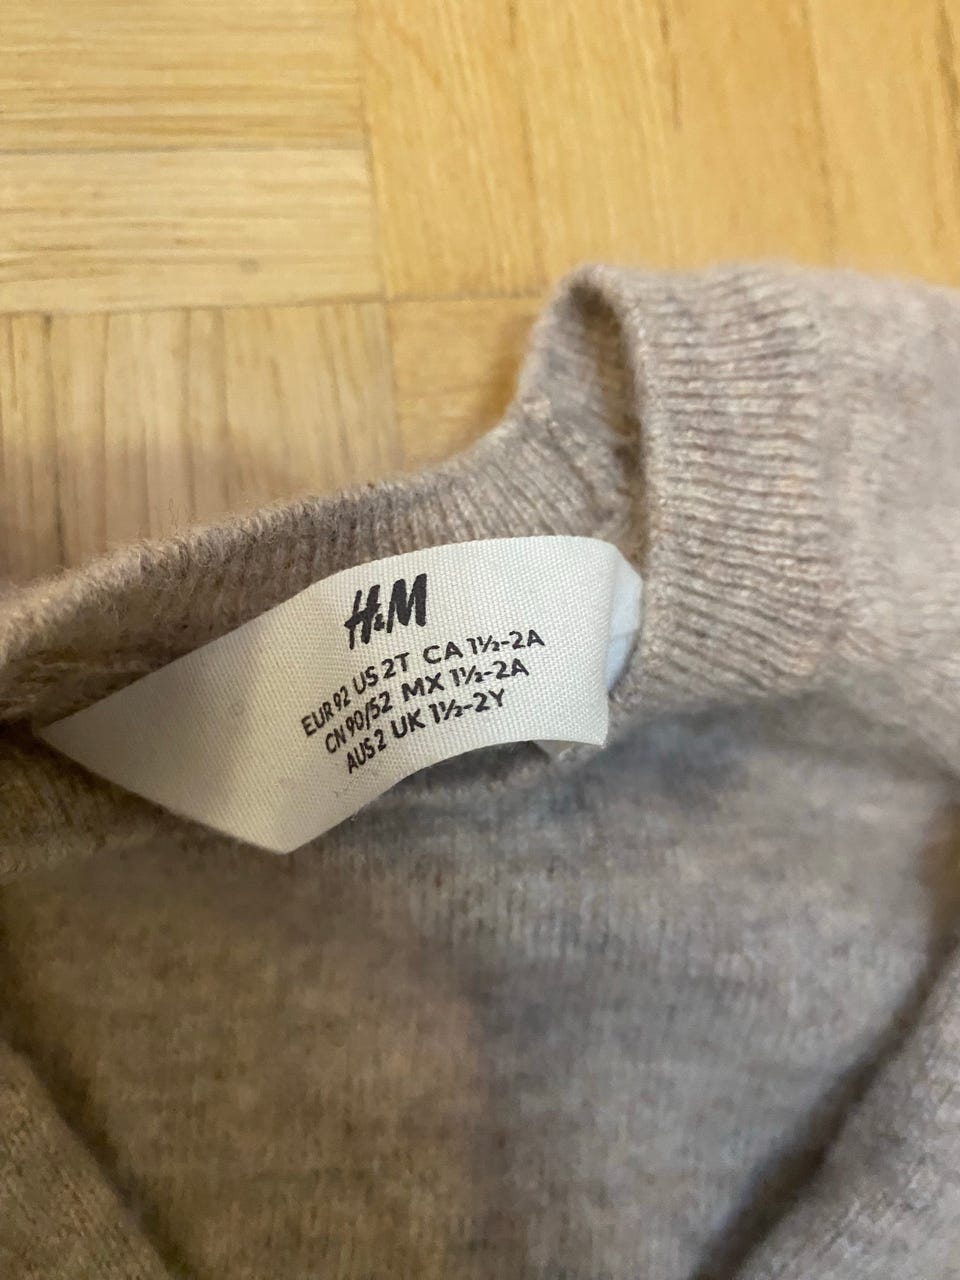 H&M
EUR 92 US 2T CA 1½-2A
CN 90/52 MX 1½-2A
AUS 2 UK 1½-2Y